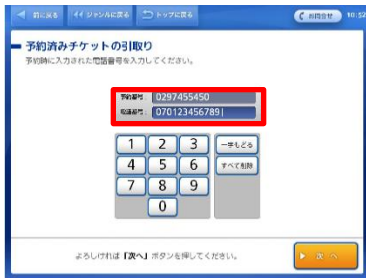 前に戻る ジャンルに戻る トップに戻る お問合せ 10:52
予約済みチケットの引取り
予約時に入力された電話番号を入力してください。
予約番号 0297455450
電話番号 070123456789
1 2 3 一字もどる
4 5 6 すべて削除
7 8 9
0
よろしければ「次へ」ボタンを押してください。
次へ